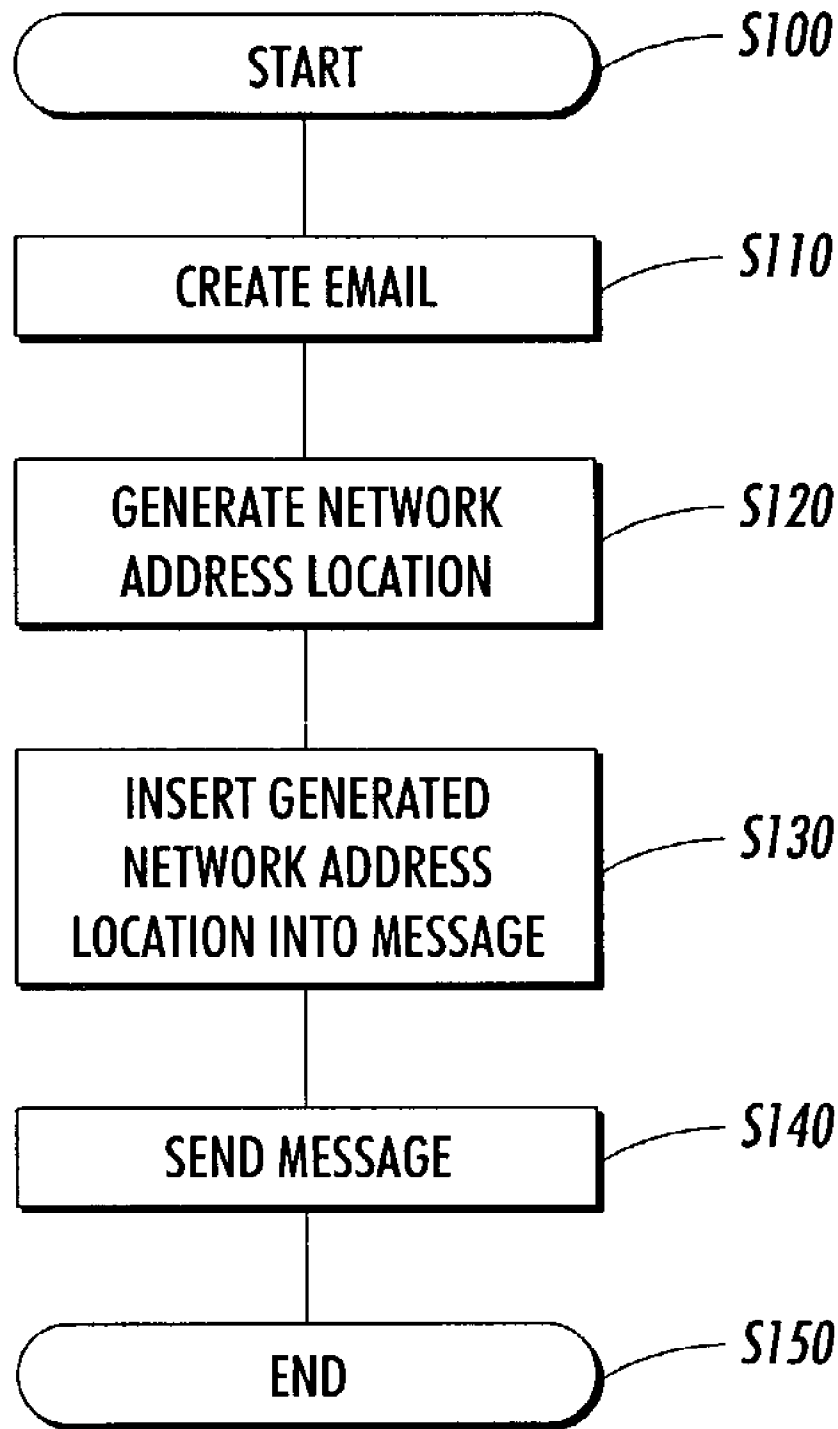 START
S100
CREATE EMAIL
S110
GENERATE NETWORK
ADDRESS LOCATION
S120
INSERT GENERATED
NETWORK ADDRESS
LOCATION INTO MESSAGE
S130
SEND MESSAGE
S140
END
S150